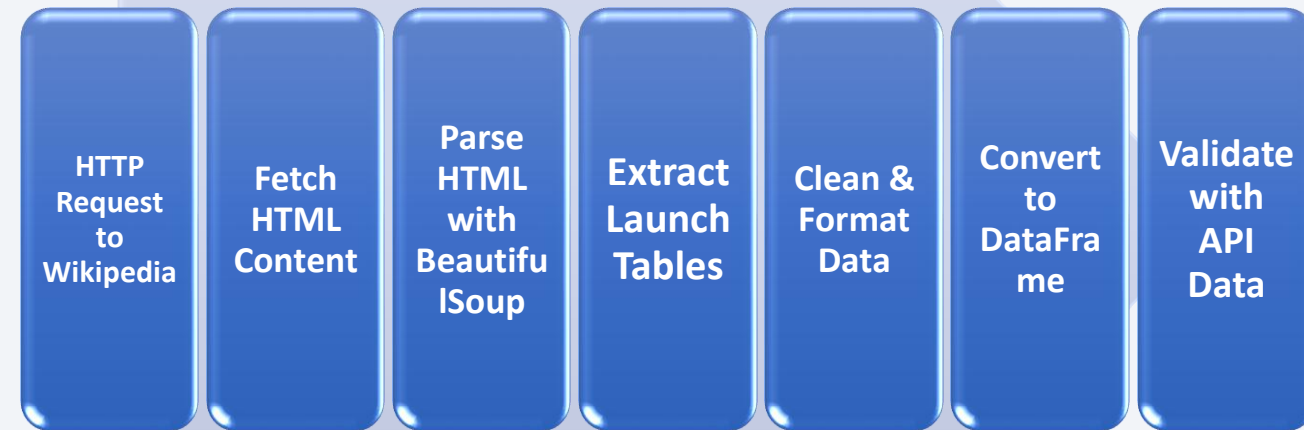 HTTP
Request
to
Wikipedia
Fetch
HTML
Content
Parse
HTML
with
Beautifu
lSoup
Extract
Launch
Tables
Clean &
Format
Data
Convert
to
DataFra
me
Validate
with
API
Data